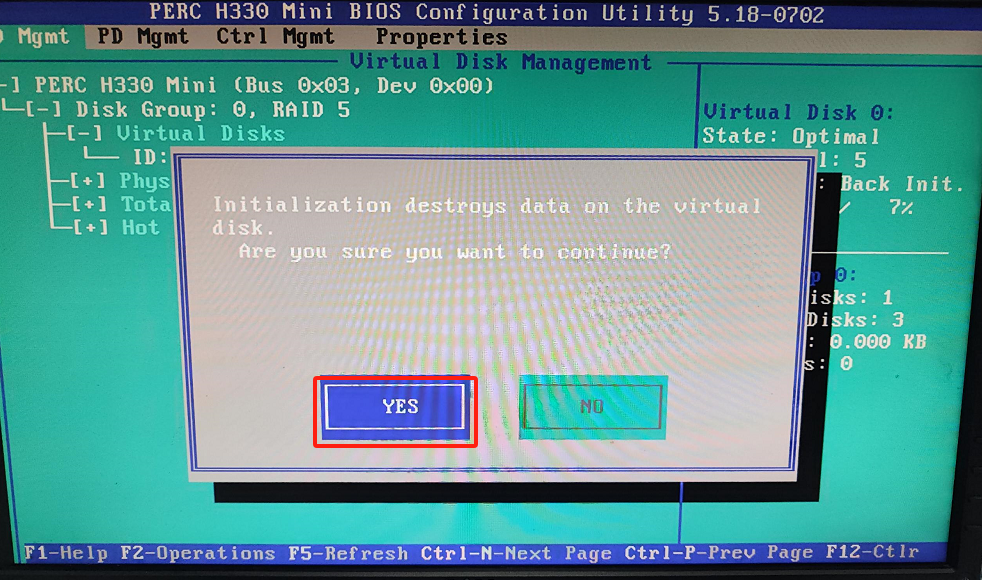 PERC H330 Mini BIOS Configuration Utility 5.18-0702
Mgmt PD Mgmt Ctrl Mgmt Properties
Virtual Disk Management
-] PERC H330 Mini (Bus 0x03, Dev 0x00)
[-] Disk Group: 0, RAID 5
[-] Virtual Disks
ID:
[+] Phys
[+] Tota
[+] Hot
Virtual Disk 0:
State: Optimal
l: 5
: Back Init.
/ 7%
Initialization destroys data on the virtual
disk.
Are you sure you want to continue?
YES NO
p 0:
isks: 1
Disks: 3
: 0.000 KB
s: 0
F1-Help F2-Operations F5-Refresh Ctrl-N-Next Page Ctrl-P-Prev Page F12-Ctlr